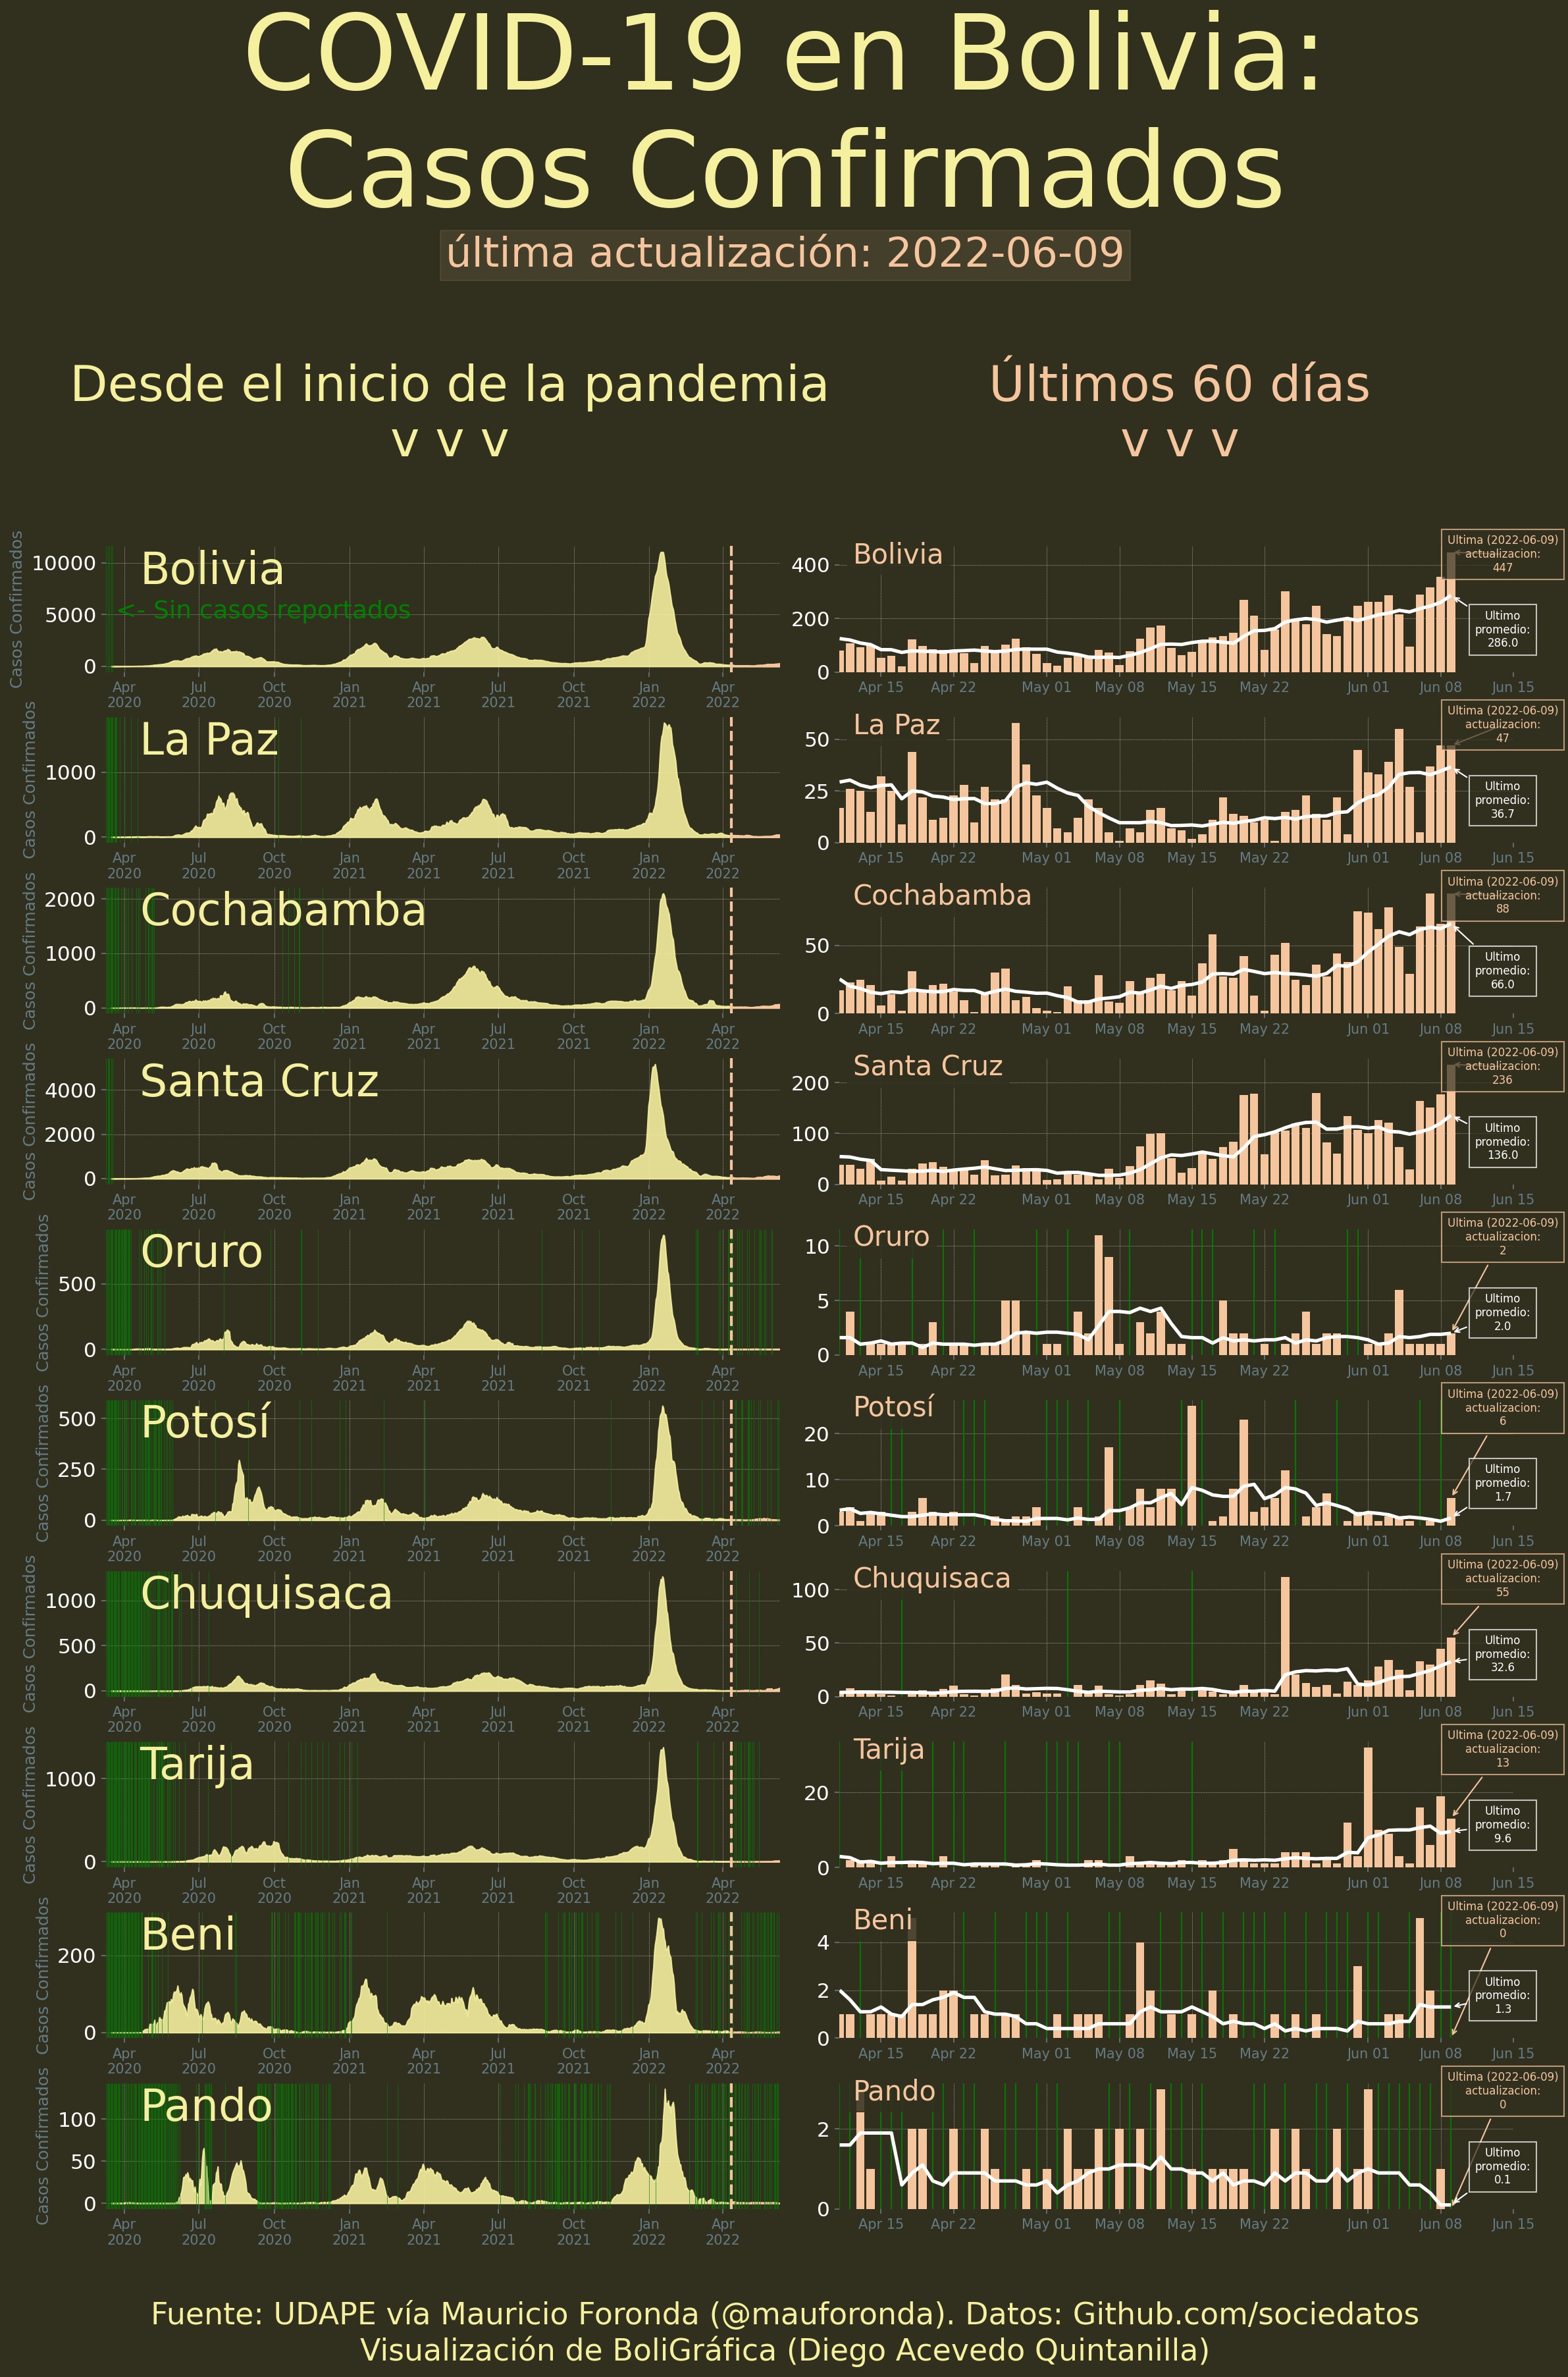 COVID-19 en Bolivia:
Casos Confirmados
última actualización: 2022-06-09
Desde el inicio de la pandemia
v v v
Últimos 60 días
v v v
Casos Confirmados
10000
5000
0
Bolivia
<- Sin casos reportados
Apr Jul Oct Jan Apr Jul Oct Jan Apr
2020 2020 2020 2021 2021 2021 2021 2022 2022
400
200
0
Bolivia
Ultima (2022-06-09)
actualizacion:
447
Ultimo
promedio:
286.0
Apr 15 Apr 22 May 01 May 08 May 15 May 22 Jun 01 Jun 08 Jun 15
Casos Confirmados
1000
0
La Paz
Apr Jul Oct Jan Apr Jul Oct Jan Apr
2020 2020 2020 2021 2021 2021 2021 2022 2022
50
25
0
La Paz
Ultima (2022-06-09)
actualizacion:
47
Ultimo
promedio:
36.7
Apr 15 Apr 22 May 01 May 08 May 15 May 22 Jun 01 Jun 08 Jun 15
Casos Confirmados
2000
1000
0
Cochabamba
Apr Jul Oct Jan Apr Jul Oct Jan Apr
2020 2020 2020 2021 2021 2021 2021 2022 2022
50
0
Cochabamba
Ultima (2022-06-09)
actualizacion:
88
Ultimo
promedio:
66.0
Apr 15 Apr 22 May 01 May 08 May 15 May 22 Jun 01 Jun 08 Jun 15
Casos Confirmados
4000
2000
0
Santa Cruz
Apr Jul Oct Jan Apr Jul Oct Jan Apr
2020 2020 2020 2021 2021 2021 2021 2022 2022
200
100
0
Santa Cruz
Ultima (2022-06-09)
actualizacion:
236
Ultimo
promedio:
136.0
Apr 15 Apr 22 May 01 May 08 May 15 May 22 Jun 01 Jun 08 Jun 15
Casos Confirmados
500
0
Oruro
Apr Jul Oct Jan Apr Jul Oct Jan Apr
2020 2020 2020 2021 2021 2021 2021 2022 2022
10
5
0
Oruro
Ultima (2022-06-09)
actualizacion:
2
Ultimo
promedio:
2.0
Apr 15 Apr 22 May 01 May 08 May 15 May 22 Jun 01 Jun 08 Jun 15
Casos Confirmados
500
250
0
Potosí
Apr Jul Oct Jan Apr Jul Oct Jan Apr
2020 2020 2020 2021 2021 2021 2021 2022 2022
20
10
0
Potosí
Ultima (2022-06-09)
actualizacion:
6
Ultimo
promedio:
1.7
Apr 15 Apr 22 May 01 May 08 May 15 May 22 Jun 01 Jun 08 Jun 15
Casos Confirmados
1000
500
0
Chuquisaca
Apr Jul Oct Jan Apr Jul Oct Jan Apr
2020 2020 2020 2021 2021 2021 2021 2022 2022
100
50
0
Chuquisaca
Ultima (2022-06-09)
actualizacion:
55
Ultimo
promedio:
32.6
Apr 15 Apr 22 May 01 May 08 May 15 May 22 Jun 01 Jun 08 Jun 15
Casos Confirmados
1000
0
Tarija
Apr Jul Oct Jan Apr Jul Oct Jan Apr
2020 2020 2020 2021 2021 2021 2021 2022 2022
20
0
Tarija
Ultima (2022-06-09)
actualizacion:
13
Ultimo
promedio:
9.6
Apr 15 Apr 22 May 01 May 08 May 15 May 22 Jun 01 Jun 08 Jun 15
Casos Confirmados
200
0
Beni
Apr Jul Oct Jan Apr Jul Oct Jan Apr
2020 2020 2020 2021 2021 2021 2021 2022 2022
4
2
0
Beni
Ultima (2022-06-09)
actualizacion:
0
Ultimo
promedio:
1.3
Apr 15 Apr 22 May 01 May 08 May 15 May 22 Jun 01 Jun 08 Jun 15
Casos Confirmados
100
50
0
Pando
Apr Jul Oct Jan Apr Jul Oct Jan Apr
2020 2020 2020 2021 2021 2021 2021 2022 2022
2
0
Pando
Ultima (2022-06-09)
actualizacion:
0
Ultimo
promedio:
0.1
Apr 15 Apr 22 May 01 May 08 May 15 May 22 Jun 01 Jun 08 Jun 15
Fuente: UDAPE vía Mauricio Foronda (@mauforonda). Datos: Github.com/sociedatos
Visualización de BoliGráfica (Diego Acevedo Quintanilla)